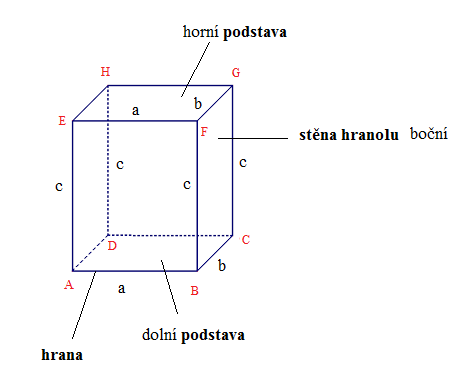 horní podstava
H
G
a
b
E
F
stěna hranolu boční
c
c
c
c
D
C
b
A
a
B
dolní podstava
hrana